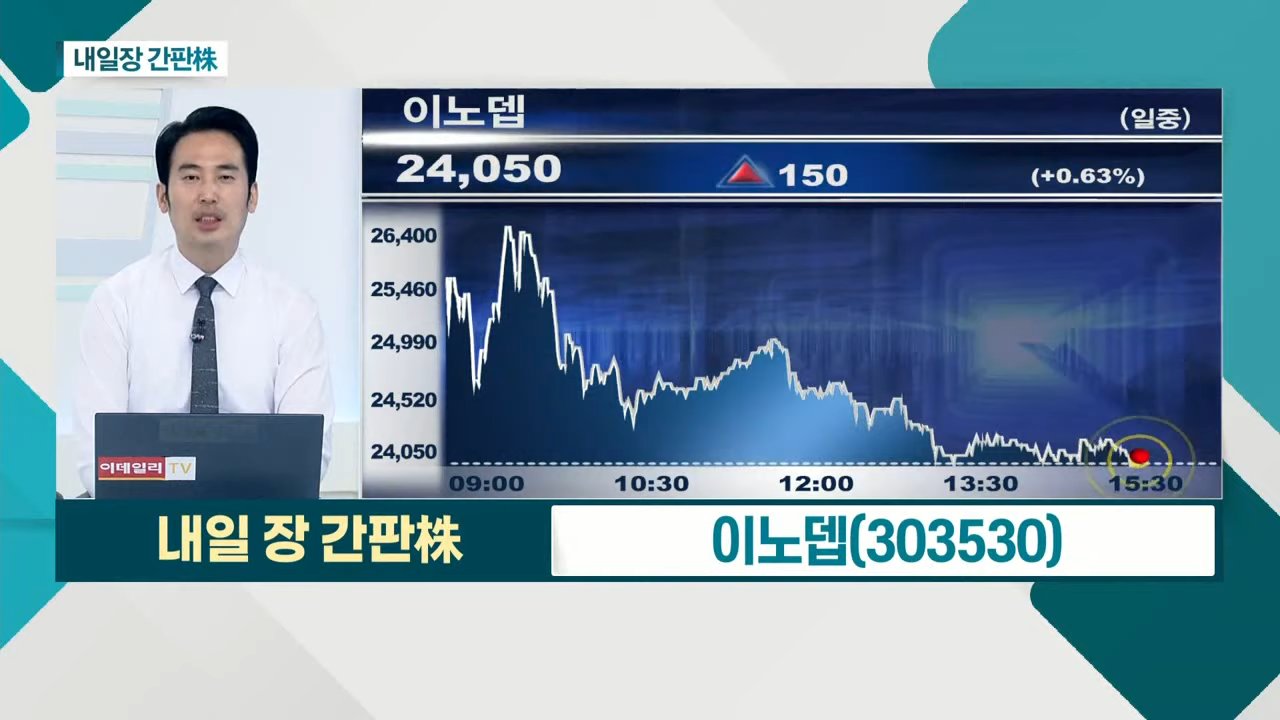 내일장 간판株
이노뎁
(일중)
24,050 150 (+0.63%)
26,400
25,460
24,990
24,520
24,050
09:00 10:30 12:00 13:30 15:30
이데일리 TV
내일 장 간판株
이노뎁(303530)